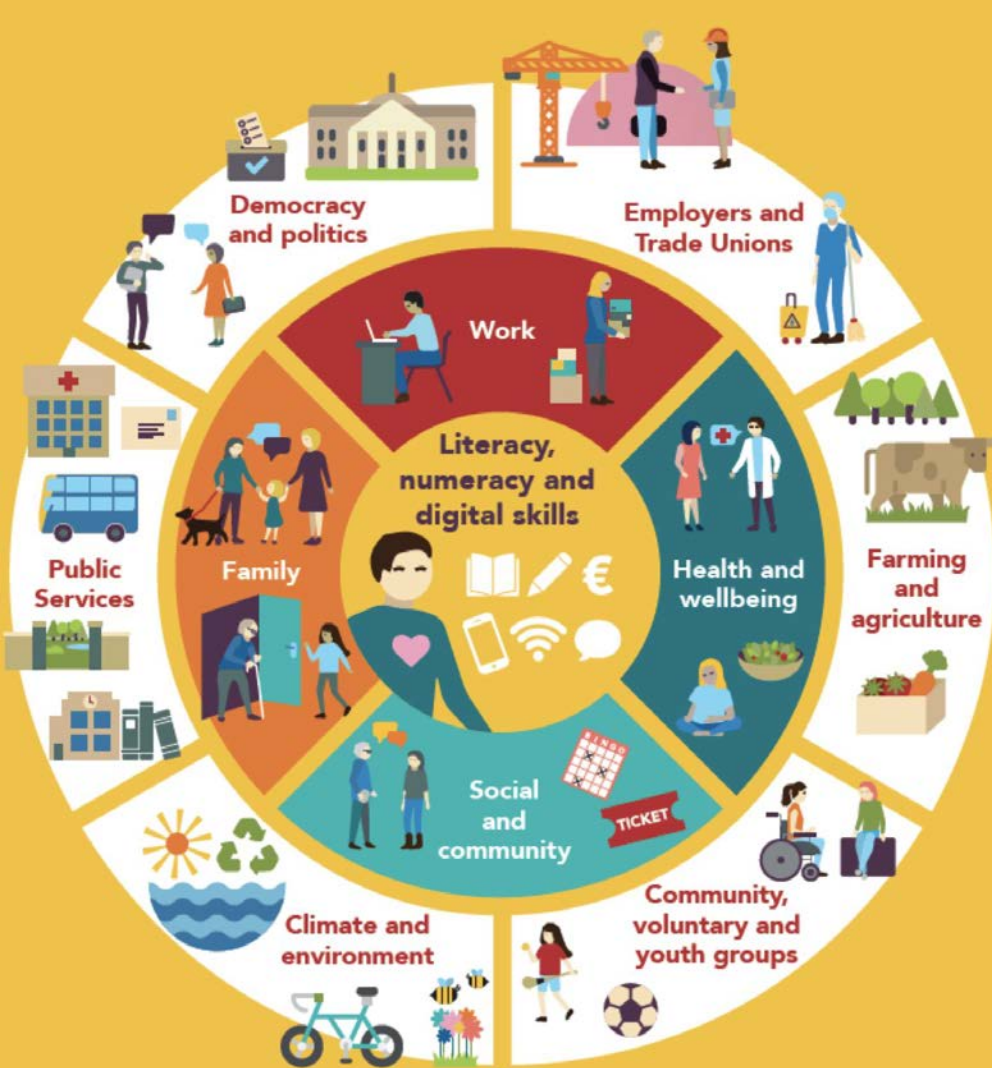 Democracy
and politics
Employers and
Trade Unions
Work
Literacy,
numeracy and
digital skills
Public
Services
Family
Health and
wellbeing
Farming
and
agriculture
Social
and
community
BINGO
TICKET
Climate and
environment
Community,
voluntary and
youth groups
€